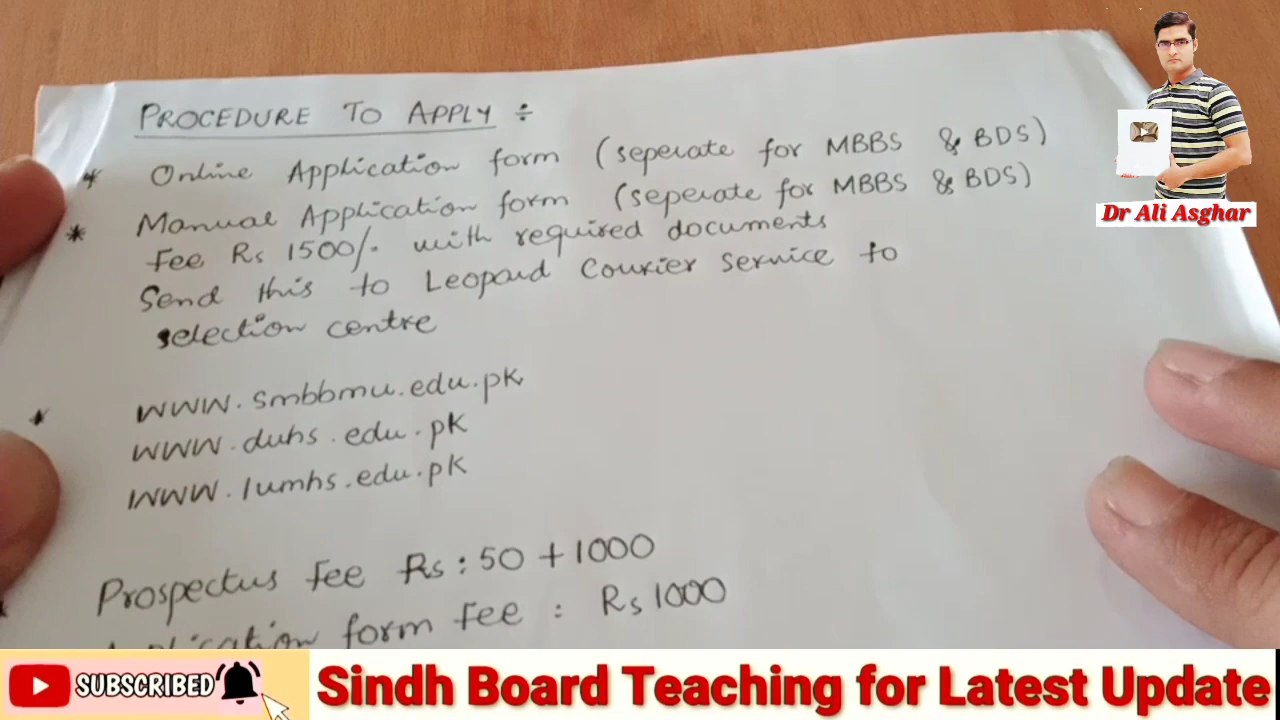 PROCEDURE TO APPLY ÷
* Online Application form (seperate for MBBS & BDS)
* Manual Application form (seperate for MBBS & BDS)
Fee Rs 1500/- with required documents
Send this to Leopard Courier service to
selection centre
* WWW.smbbmu.edu.pk
WWW.duhs.edu.pk
WWW.lumhs.edu.pk
Prospectus Fee Rs: 50 + 1000
Application form fee : Rs 1000
Dr Ali Asghar
SUBSCRIBED
Sindh Board Teaching for Latest Update